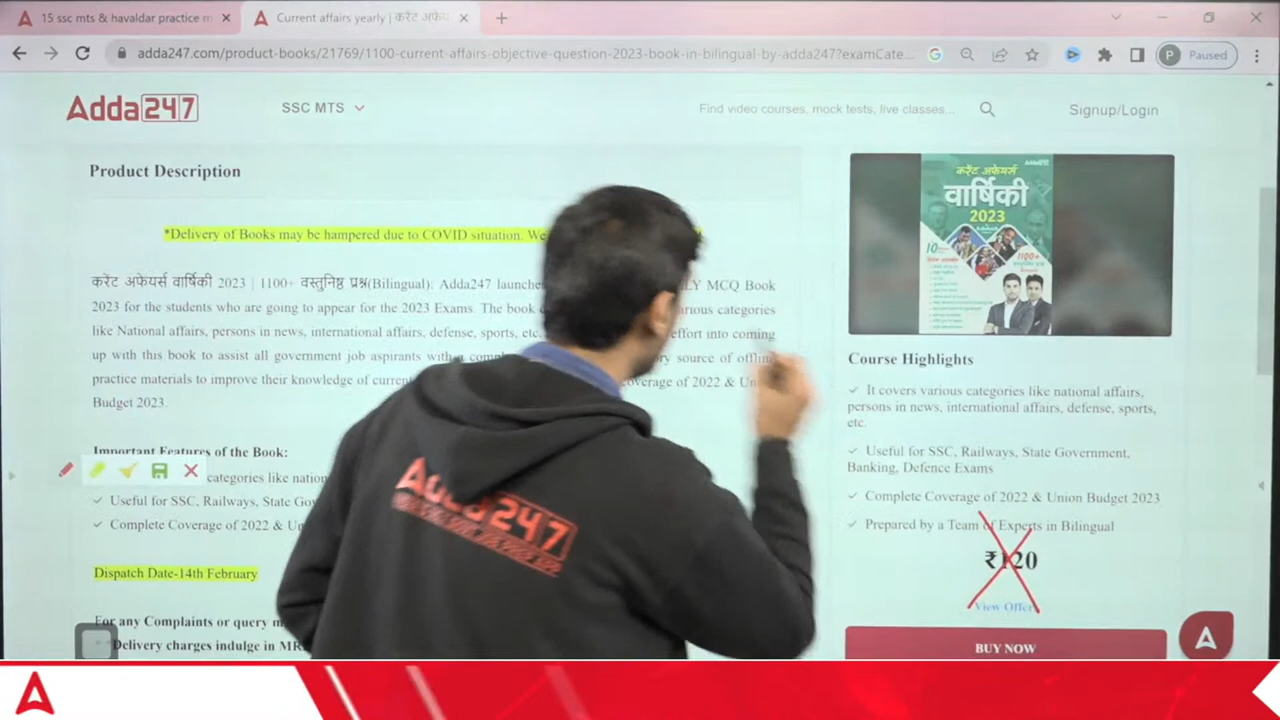 15 ssc mts & havaldar practice m
Current affairs yearly | करेंट अफेय
adda247.com/product-books/21769/1100-current-affairs-objective-question-2023-book-in-bilingual-by-adda247?examCate...
P Paused
Adda247
SSC MTS
Find video courses, mock tests, live classes...
Signup/Login
Product Description
*Delivery of Books may be hampered due to COVID situation. We
करेंट अफेयर्स वार्षिकी 2023 | 1100+ वस्तुनिष्ठ प्रश्न(Bilingual): Adda247 launche LY MCQ Book
2023 for the students who are going to appear for the 2023 Exams. The book arious categories
like National affairs, persons in news, international affairs, defense, sports, etc. effort into coming
up with this book to assist all government job aspirants with a comp ry source of offline
practice materials to improve their knowledge of curren coverage of 2022 & Un
Budget 2023.
Important Features of the Book:
categories like natio
Useful for SSC, Railways, State Go
Complete Coverage of 2022 & Un
Dispatch Date-14th February
For any Complaints or query m
Delivery charges indulge in MR
करेंट अफेयर्स
वार्षिकी
2023
1100+
Course Highlights
It covers various categories like national affairs,
persons in news, international affairs, defense, sports,
etc.
Useful for SSC, Railways, State Government,
Banking, Defence Exams
Complete Coverage of 2022 & Union Budget 2023
Prepared by a Team of Experts in Bilingual
₹120
View Offer
BUY NOW
Adda247